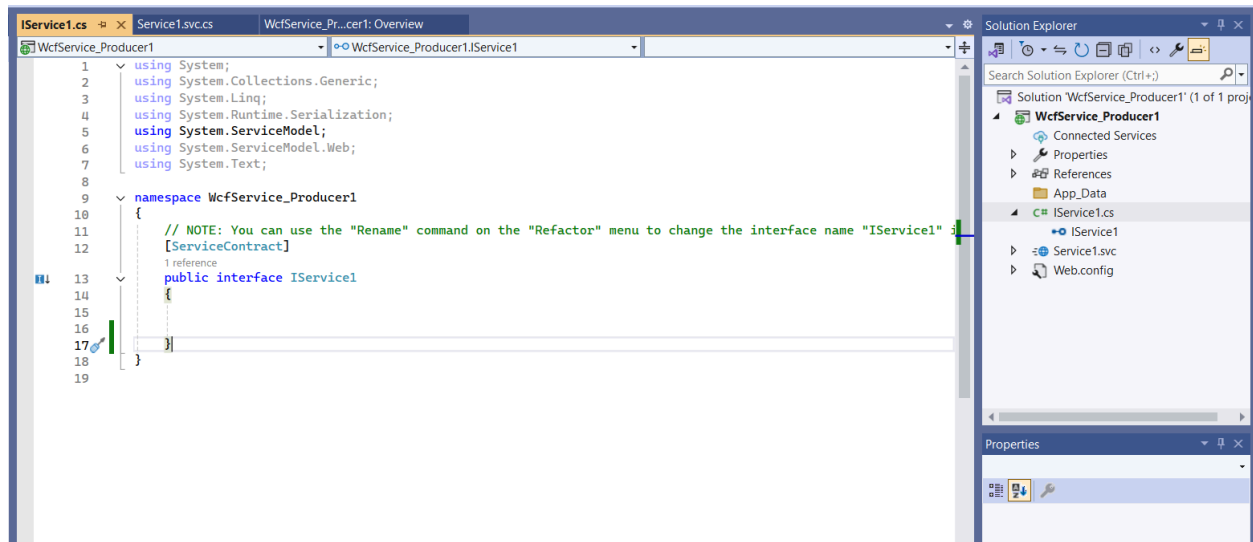 IService1.cs Service1.svc.cs WcfService_Pr...cer1: Overview
WcfService_Producer1 WcfService_Producer1.IService1
1 using System;
2 using System.Collections.Generic;
3 using System.Linq;
4 using System.Runtime.Serialization;
5 using System.ServiceModel;
6 using System.ServiceModel.Web;
7 using System.Text;
8
9 namespace WcfService_Producer1
10 {
11 // NOTE: You can use the "Rename" command on the "Refactor" menu to change the interface name "IService1" i
12 [ServiceContract]
1 reference
13 public interface IService1
14 {
15
16
17 }
18 }
19
Solution Explorer
Search Solution Explorer (Ctrl+;)
Solution 'WcfService_Producer1' (1 of 1 proj
WcfService_Producer1
Connected Services
Properties
References
App_Data
C# IService1.cs
IService1
Service1.svc
Web.config
Properties